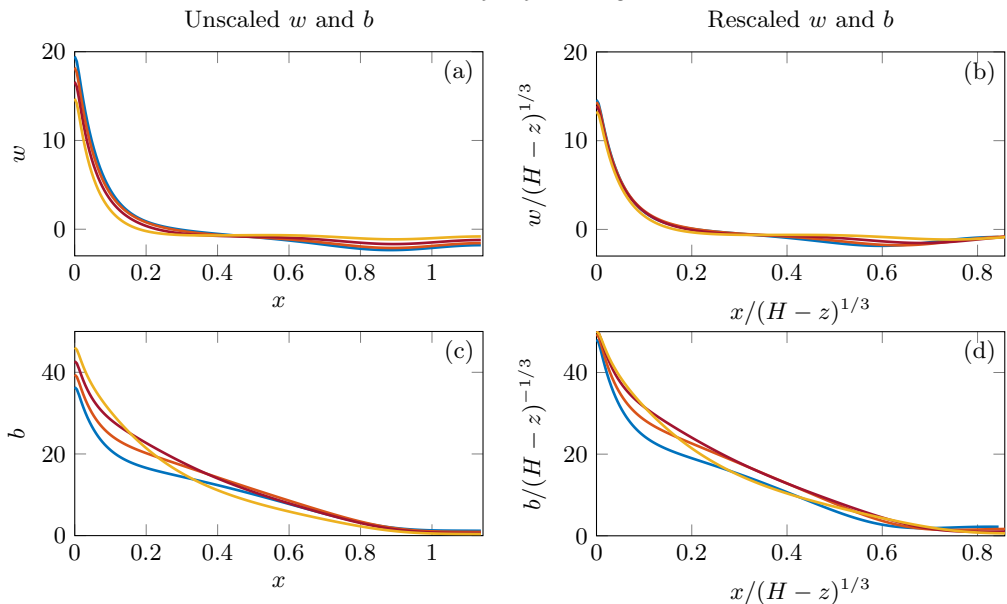 Unscaled w and b
Rescaled w and b
20
10
0
w
(a)
0 0.2 0.4 0.6 0.8 1
x
20
10
0
w/(H − z)^{1/3}
(b)
0 0.2 0.4 0.6 0.8
x/(H − z)^{1/3}
40
20
0
b
(c)
0 0.2 0.4 0.6 0.8 1
x
40
20
0
b/(H − z)^{−1/3}
(d)
0 0.2 0.4 0.6 0.8
x/(H − z)^{1/3}